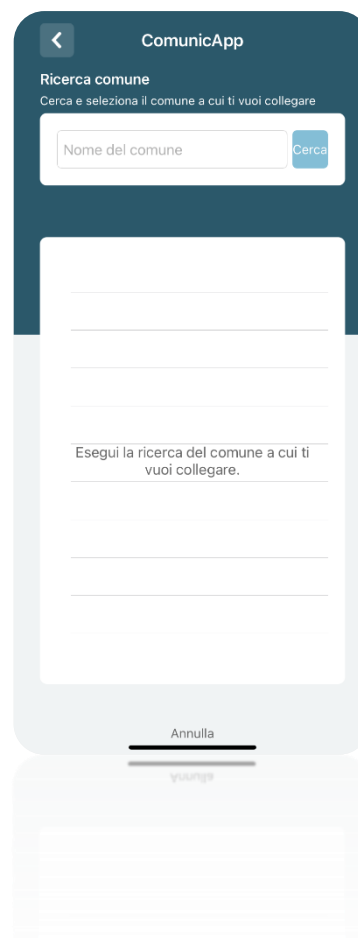 ComunicApp
Ricerca comune
Cerca e seleziona il comune a cui ti vuoi collegare
Nome del comune
Cerca
Esegui la ricerca del comune a cui ti
vuoi collegare.
Annulla
Annulla